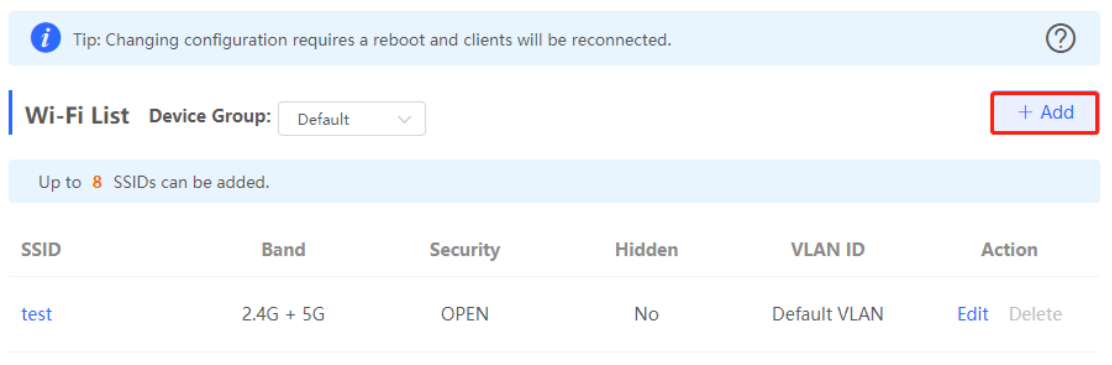 Tip: Changing configuration requires a reboot and clients will be reconnected.
Wi-Fi List Device Group: Default + Add
Up to 8 SSIDs can be added.
SSID Band Security Hidden VLAN ID Action
test 2.4G + 5G OPEN No Default VLAN Edit Delete